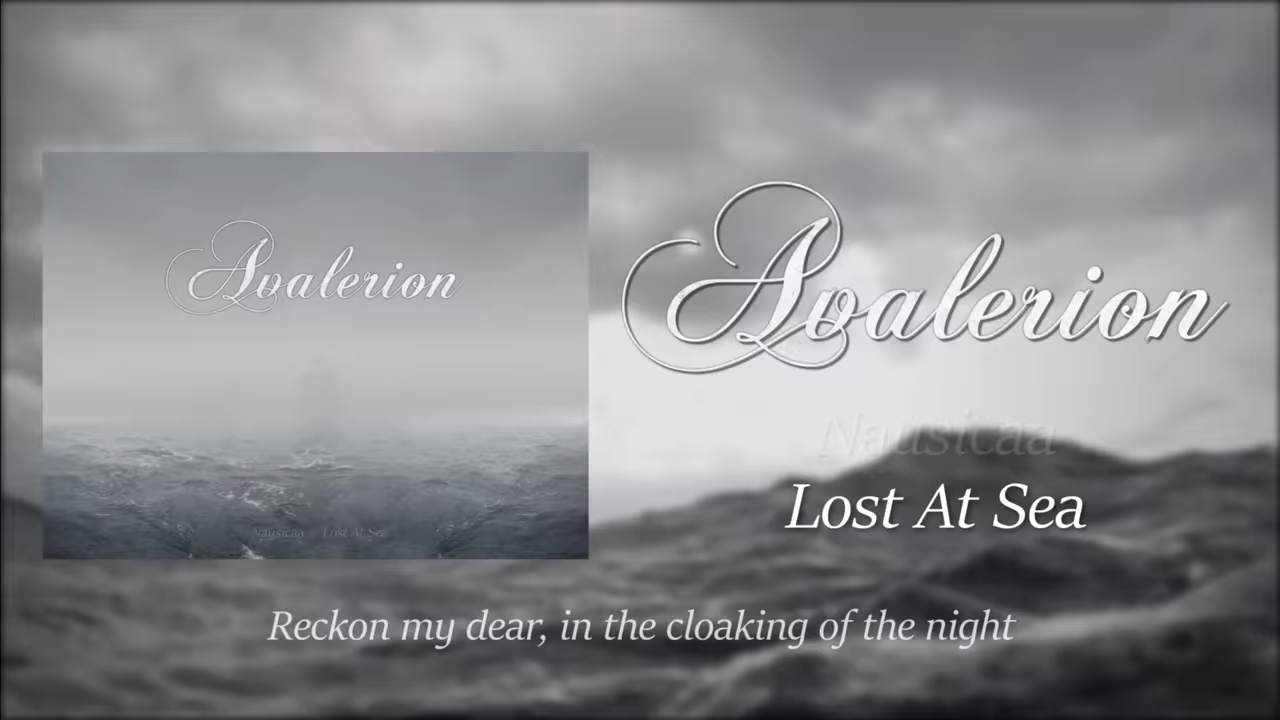 Avalerion
Nausicaa Lost At Sea
Avalerion
Nausicaa
Lost At Sea
Reckon my dear, in the cloaking of the night